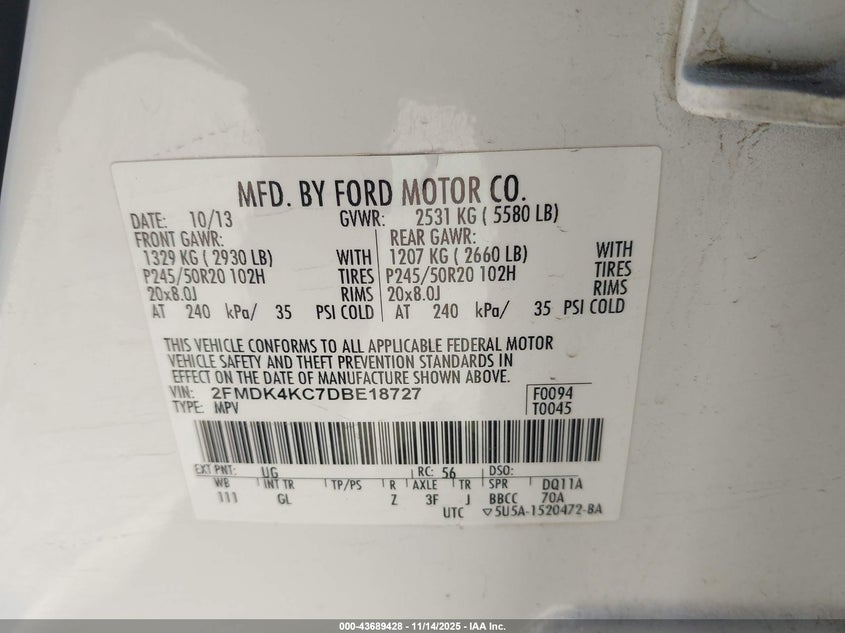 MFD. BY FORD MOTOR CO.
DATE: 10/13 GVWR: 2531 KG ( 5580 LB)
FRONT GAWR: REAR GAWR:
1329 KG ( 2930 LB) WITH 1207 KG ( 2660 LB) WITH
P245/50R20 102H TIRES P245/50R20 102H TIRES
20x8.0J RIMS 20x8.0J RIMS
AT 240 kPa/ 35 PSI COLD AT 240 kPa/ 35 PSI COLD
THIS VEHICLE CONFORMS TO ALL APPLICABLE FEDERAL MOTOR
VEHICLE SAFETY AND THEFT PREVENTION STANDARDS IN
EFFECT ON THE DATE OF MANUFACTURE SHOWN ABOVE.
VIN: 2FMDK4KC7DBE18727 F0094
TYPE: MPV T0045
EXT PNT: UG RC: 56 DSO:
WB INT TR TP/PS R AXLE TR SPR DQ11A
111 GL Z 3F J BBCC 70A
UTC ▽5U5A-1520472-BA
000-43689428 - 11/14/2025 - IAA Inc.